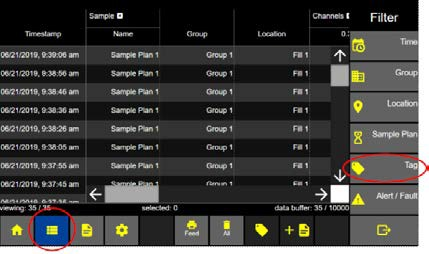 Sample Channels Filter
Timestamp Name Group Location 0.3
Time
06/21/2019, 9:39:06 am Sample Plan 1 Group 1 Fill 1
06/21/2019, 9:38:56 am Sample Plan 1 Group 1 Fill 1
Group
06/21/2019, 9:38:46 am Sample Plan 1 Group 1 Fill 1
06/21/2019, 9:38:36 am Sample Plan 1 Group 1 Fill 1
Location
06/21/2019, 9:38:26 am Sample Plan 1 Group 1 Fill 1
Sample Plan
06/21/2019, 9:38:05 am Sample Plan 1 Group 1 Fill 1
06/21/2019, 9:37:55 am Sample Plan 1 Group 1 Fill 1
Tag
06/21/2019, 9:37:45 am Sample Plan 1 Group 1 Fill 1
Alert / Fault
viewing: 35 / 35 selected: 0 data buffer: 35 / 10000
Feed All